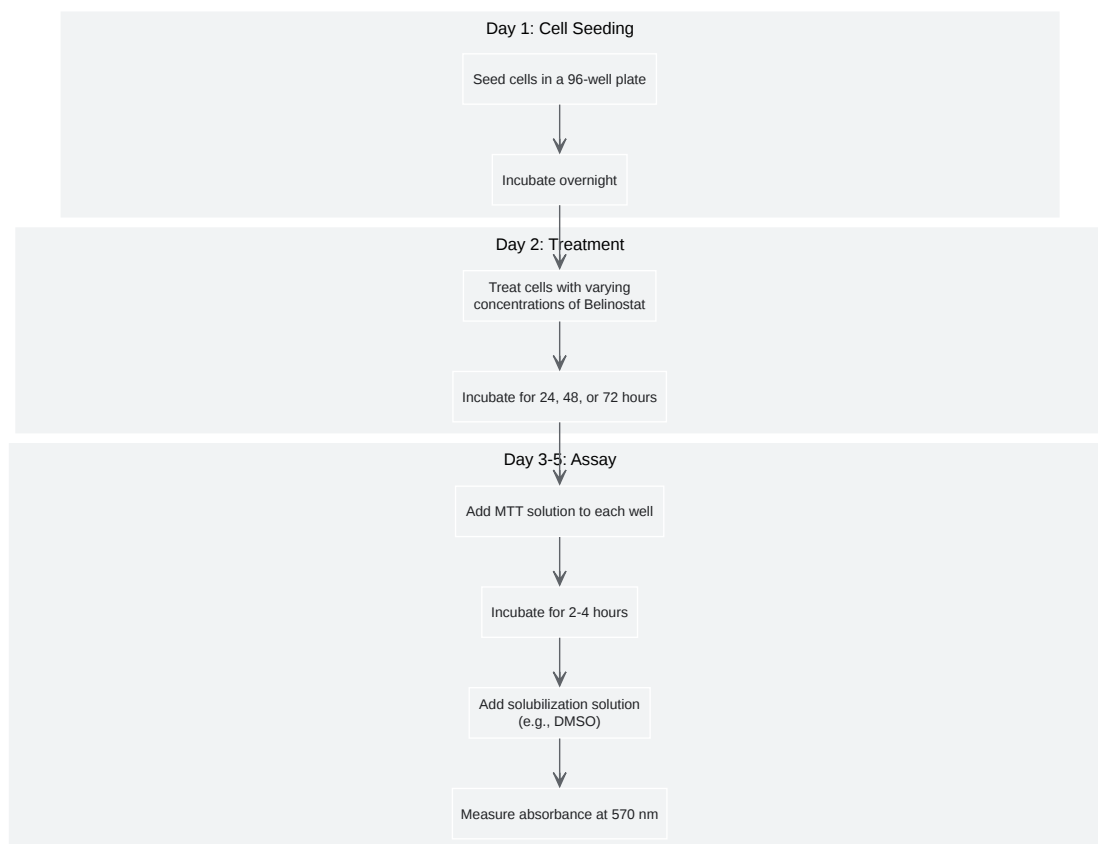 Day 1: Cell Seeding
Seed cells in a 96-well plate
Incubate overnight
Day 2: Treatment
Treat cells with varying
concentrations of Belinostat
Incubate for 24, 48, or 72 hours
Day 3-5: Assay
Add MTT solution to each well
Incubate for 2-4 hours
Add solubilization solution
(e.g., DMSO)
Measure absorbance at 570 nm